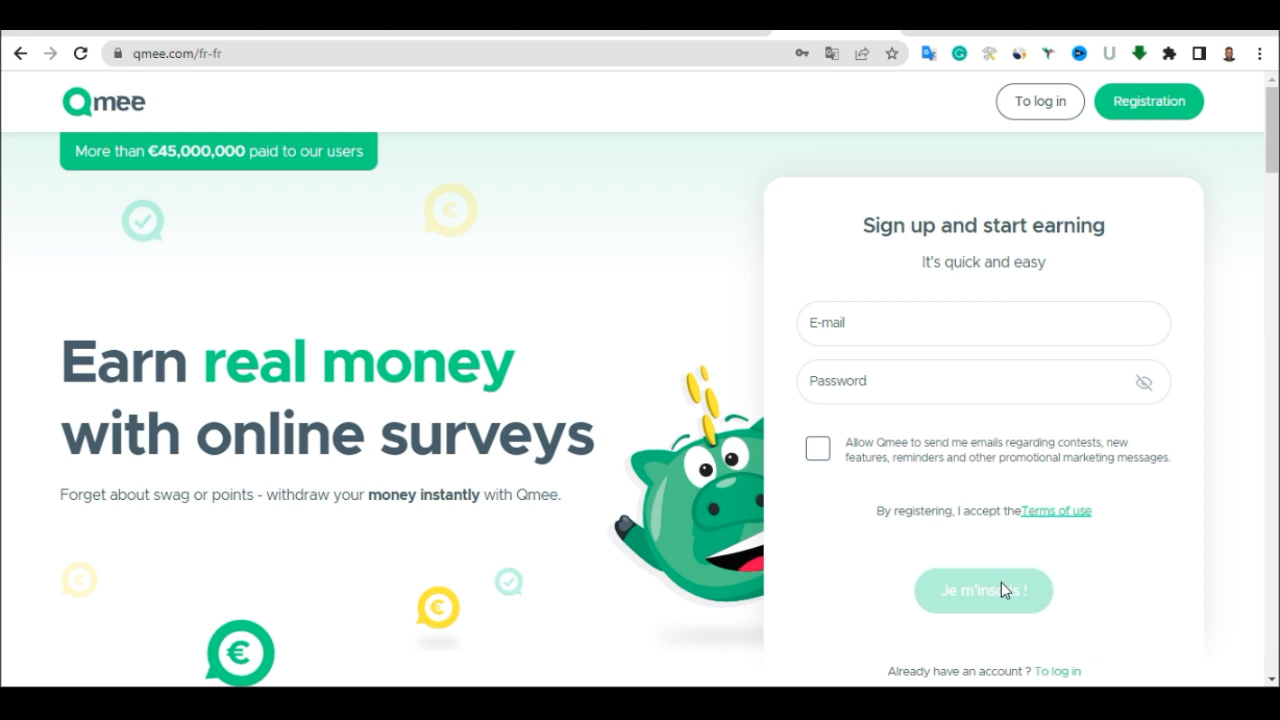 qmee.com/fr-fr
Qmee
To log in
Registration
More than €45,000,000 paid to our users
Earn real money
with online surveys
Forget about swag or points - withdraw your money instantly with Qmee.
Sign up and start earning
It's quick and easy
E-mail
Password
Allow Qmee to send me emails regarding contests, new
features, reminders and other promotional marketing messages.
By registering, I accept theTerms of use
Je m'inscris !
Already have an account ? To log in